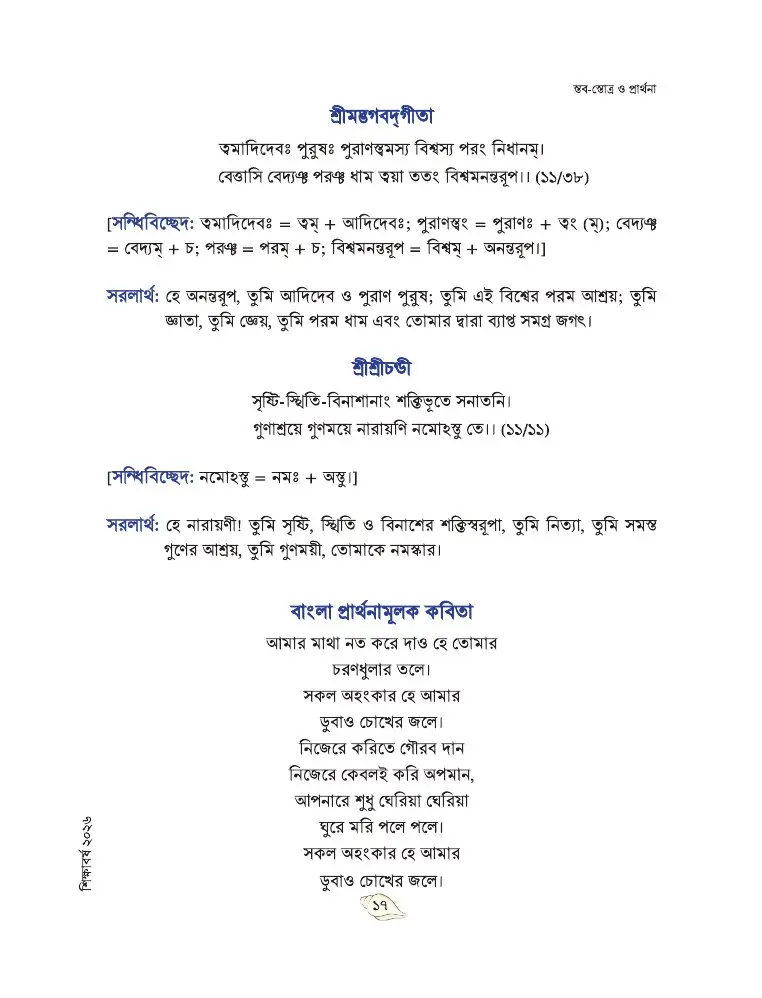 স্তব-স্তোত্র ও প্রার্থনা
শ্রীমদ্ভগবদ্‌গীতা
ত্বমাদিদেবঃ পুরুষঃ পুরাণস্ত্বমস্য বিশ্বস্য পরং নিধানম্।
বেত্তাসি বেদ্যঞ্চ পরঞ্চ ধাম ত্বয়া ততং বিশ্বমনন্তরূপ।। (১১/৩৮)
[সন্ধিবিচ্ছেদ: ত্বমাদিদেবঃ = ত্বম্ + আদিদেবঃ; পুরাণস্ত্বং = পুরাণঃ + ত্বং (ম্); বেদ্যঞ্চ
= বেদ্যম্ + চ; পরঞ্চ = পরম্ + চ; বিশ্বমনন্তরূপ = বিশ্বম্ + অনন্তরূপ।]
সরলার্থ: হে অনন্তরূপ, তুমি আদিদেব ও পুরাণ পুরুষ; তুমি এই বিশ্বের পরম আশ্রয়; তুমি
জ্ঞাতা, তুমি জ্ঞেয়, তুমি পরম ধাম এবং তোমার দ্বারা ব্যাপ্ত সমগ্র জগৎ।
শ্রীশ্রীচণ্ডী
সৃষ্টি-স্থিতি-বিনাশানাং শক্তিভূতে সনাতনি।
গুণাশ্রয়ে গুণময়ে নারায়ণি নমোঽস্তু তে।। (১১/১১)
[সন্ধিবিচ্ছেদ: নমোঽস্তু = নমঃ + অস্তু।]
সরলার্থ: হে নারায়ণী! তুমি সৃষ্টি, স্থিতি ও বিনাশের শক্তিস্বরূপা, তুমি নিত্যা, তুমি সমস্ত
গুণের আশ্রয়, তুমি গুণময়ী, তোমাকে নমস্কার।
বাংলা প্রার্থনামূলক কবিতা
আমার মাথা নত করে দাও হে তোমার
চরণধুলার তলে।
সকল অহংকার হে আমার
ডুবাও চোখের জলে।
নিজেরে করিতে গৌরব দান
নিজেরে কেবলই করি অপমান,
আপনারে শুধু ঘেরিয়া ঘেরিয়া
ঘুরে মরি পলে পলে।
সকল অহংকার হে আমার
ডুবাও চোখের জলে।
শিক্ষাবর্ষ ২০২৬
১৭